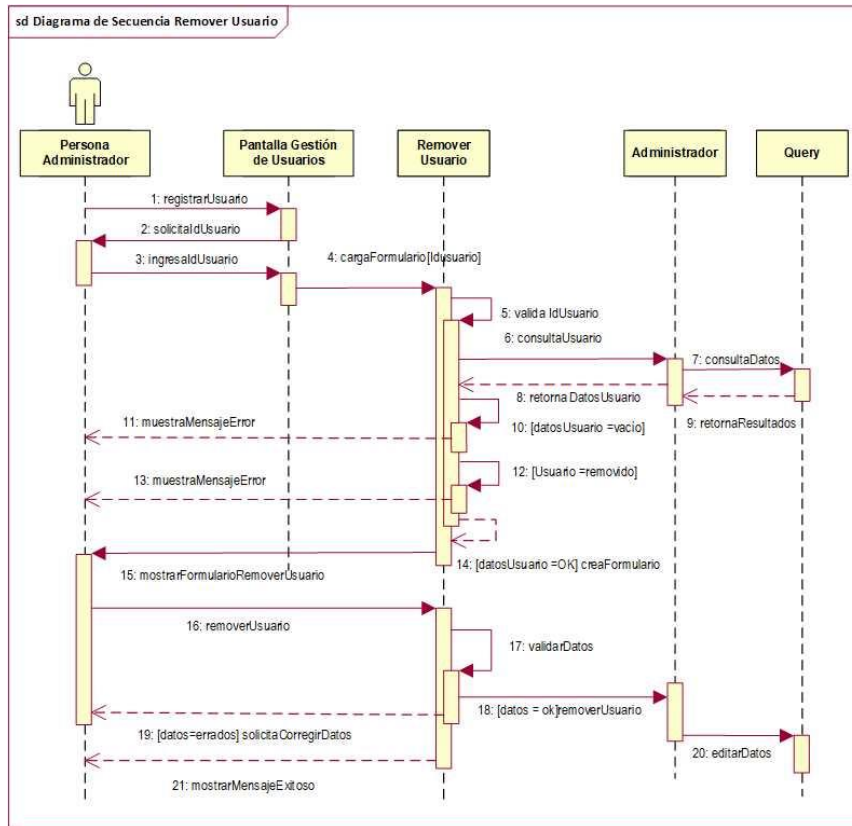 sd Diagrama de Secuencia Remover Usuario
Persona
Administrador
Pantalla Gestión
de Usuarios
Remover
Usuario
Administrador
Query
1: registrarUsuario
2: solicitaIdUsuario
3: ingresaIdUsuario
4: cargaFormulario[Idusuario]
5: valida IdUsuario
6: consultaUsuario
7: consultaDatos
8: retorna DatosUsuario
9: retornaResultados
10: [datosUsuario =vacio]
11: muestraMensajeError
12: [Usuario =removido]
13: muestraMensajeError
14: [datosUsuario =OK] creaFormulario
15: mostrarFormularioRemoverUsuario
16: removerUsuario
17: validarDatos
18: [datos = ok]removerUsuario
19: [datos=errados] solicitaCorregirDatos
20: editarDatos
21: mostrarMensajeExitoso